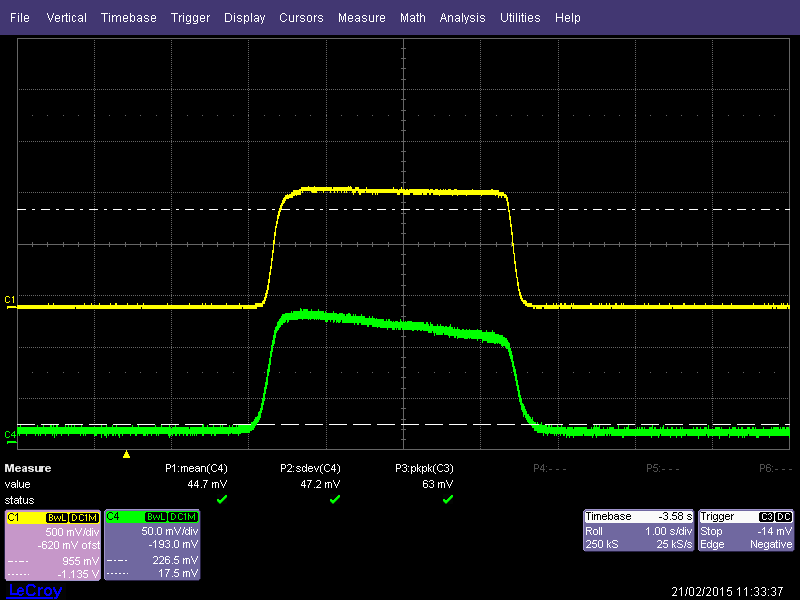 File Vertical Timebase Trigger Display Cursors Measure Math Analysis Utilities Help
C1
C4
Measure P1:mean(C4) P2:sdev(C4) P3:pkpk(C3) P4:--- P5:--- P6:---
value 44.7 mV 47.2 mV 63 mV
status
C1 BwL DC1M C4 BwL DC1M Timebase -3.58 s Trigger C3 DC
500 mV/div 50.0 mV/div Roll 1.00 s/div Stop -14 mV
-620 mV ofst -193.0 mV 250 kS 25 kS/s Edge Negative
955 mV 226.5 mV
-1.135 V 17.5 mV
LeCroy 21/02/2015 11:33:37